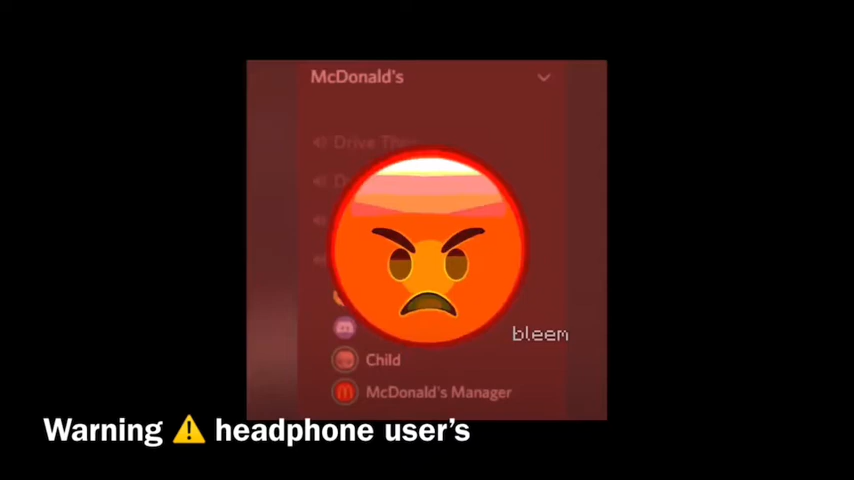 McDonald's
Drive Thru
bleem
Child
McDonald's Manager
Warning ⚠️ headphone user’s